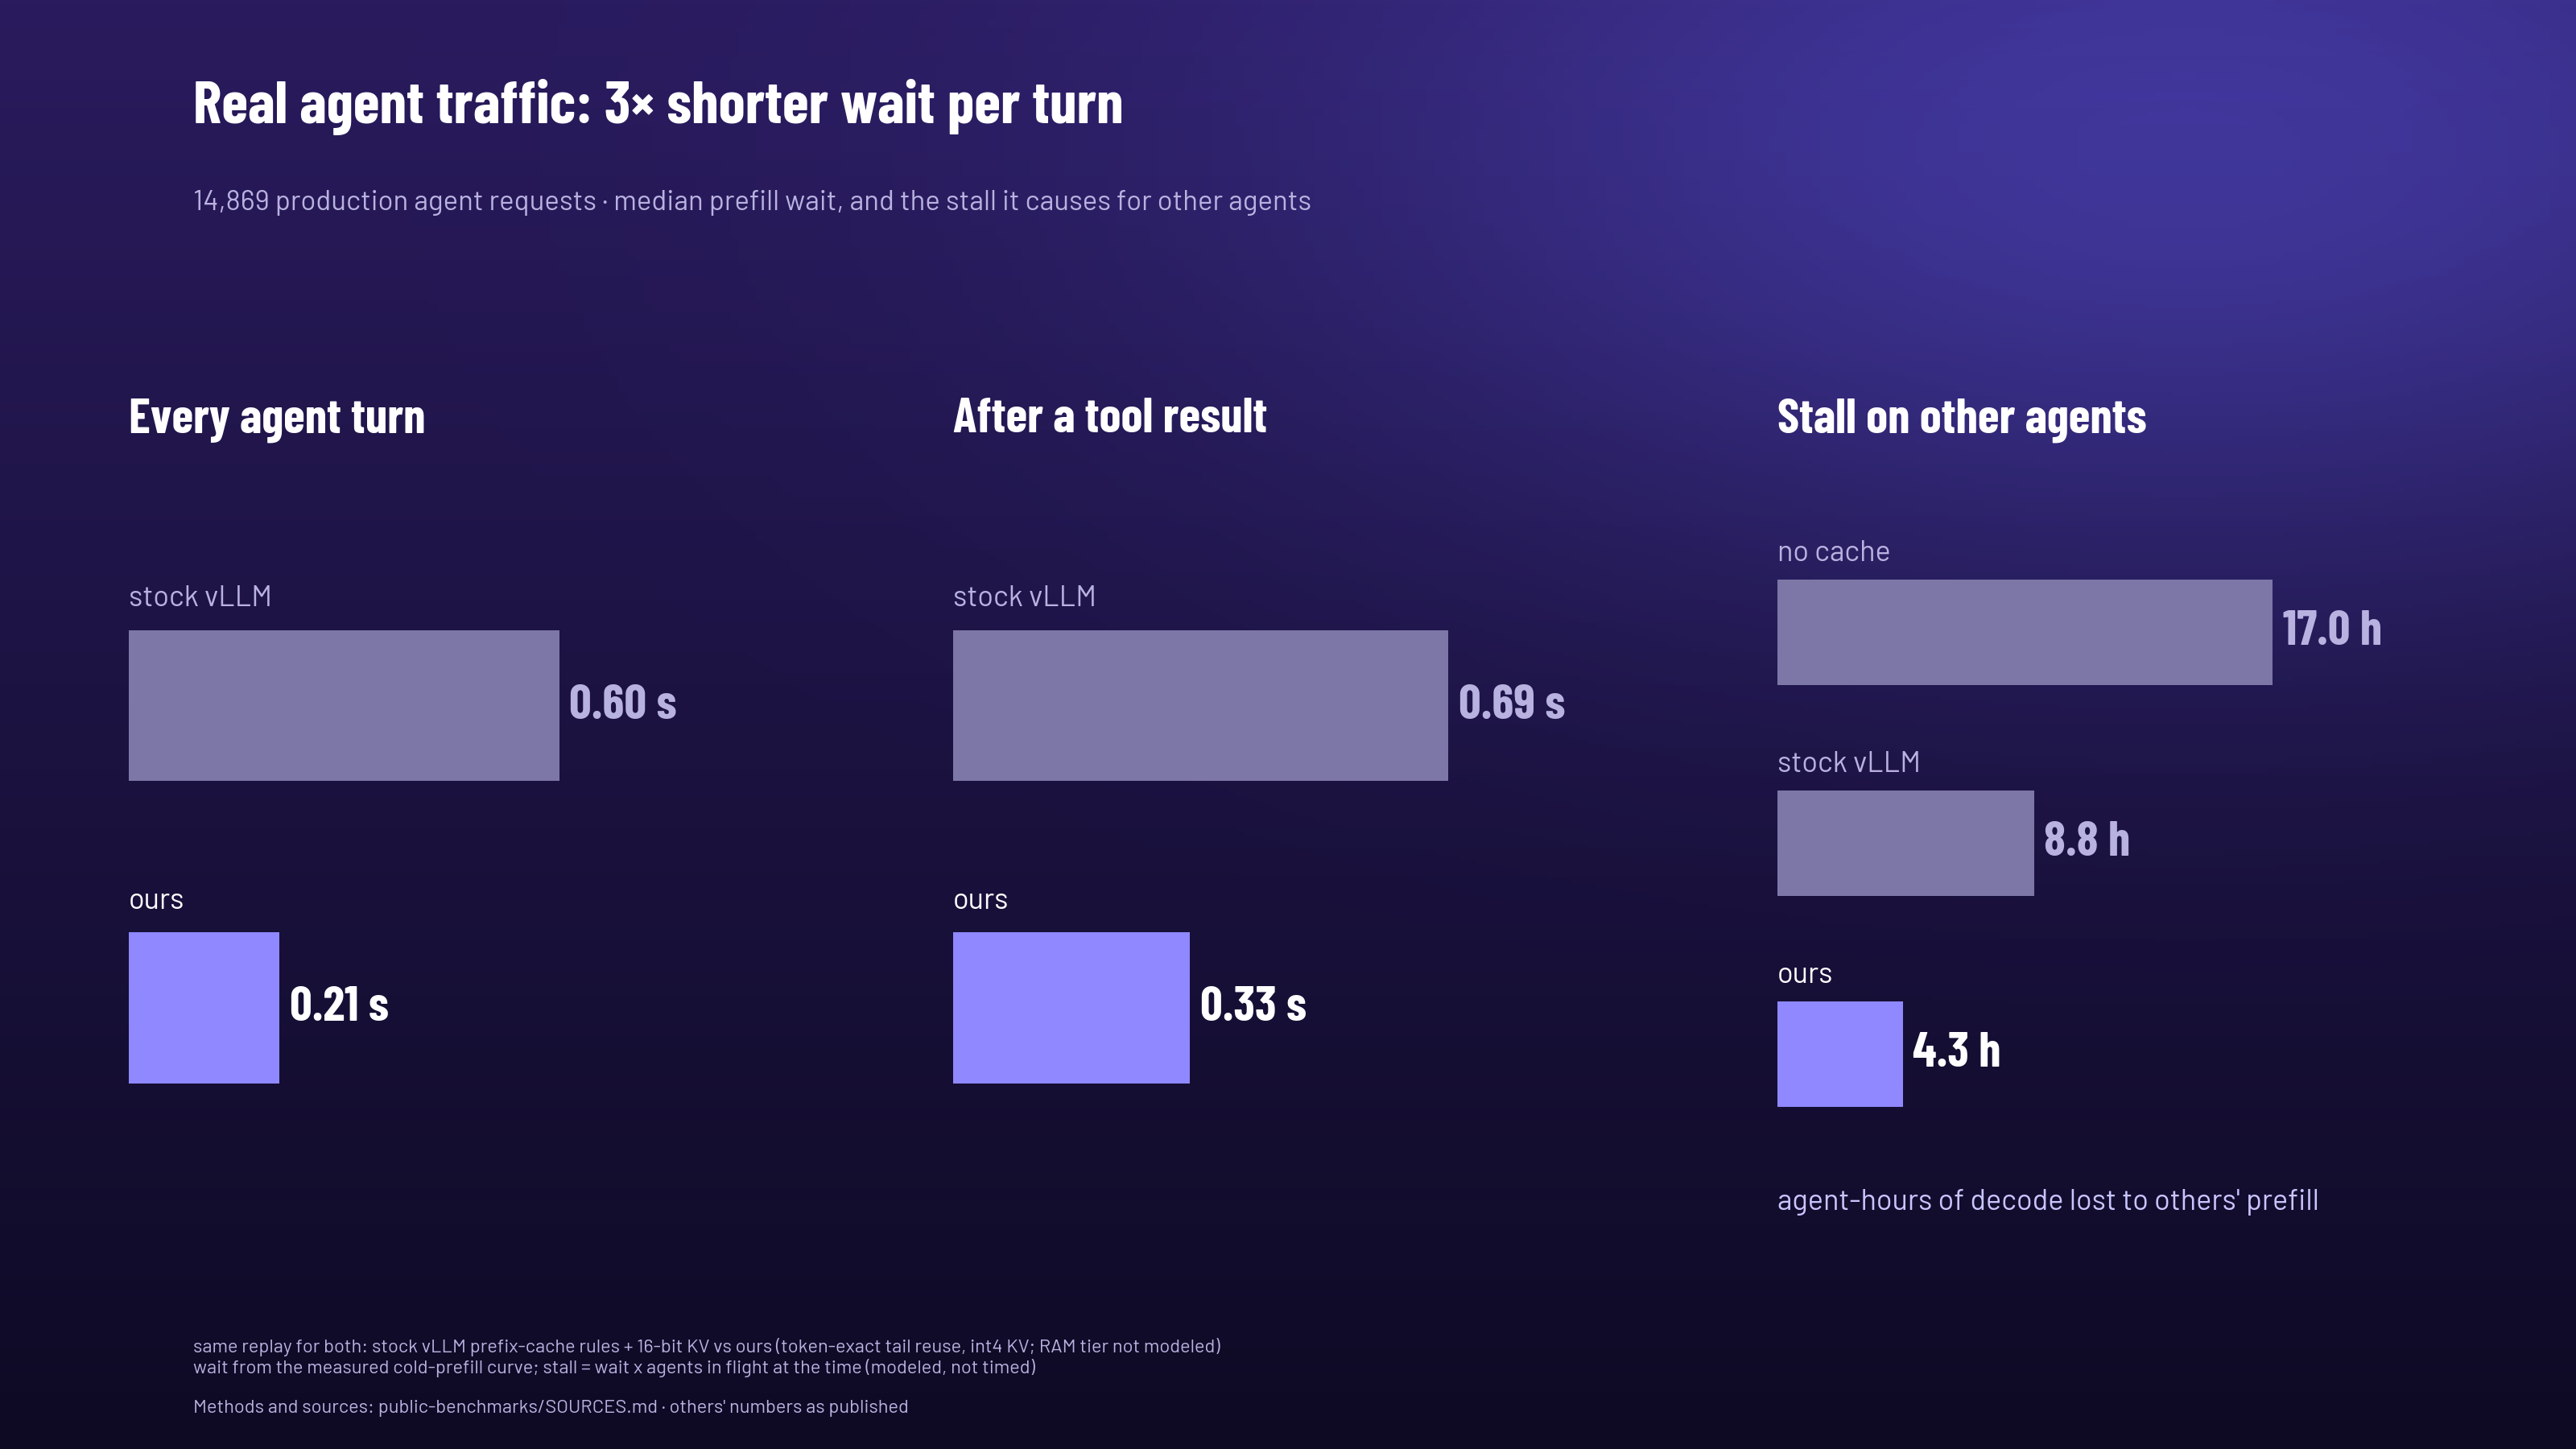 Real agent traffic: 3× shorter wait per turn
14,869 production agent requests · median prefill wait, and the stall it causes for other agents
Every agent turn
stock vLLM
0.60 s
ours
0.21 s
After a tool result
stock vLLM
0.69 s
ours
0.33 s
Stall on other agents
no cache
17.0 h
stock vLLM
8.8 h
ours
4.3 h
agent-hours of decode lost to others' prefill
same replay for both: stock vLLM prefix-cache rules + 16-bit KV vs ours (token-exact tail reuse, int4 KV; RAM tier not modeled)
wait from the measured cold-prefill curve; stall = wait x agents in flight at the time (modeled, not timed)
Methods and sources: public-benchmarks/SOURCES.md · others' numbers as published